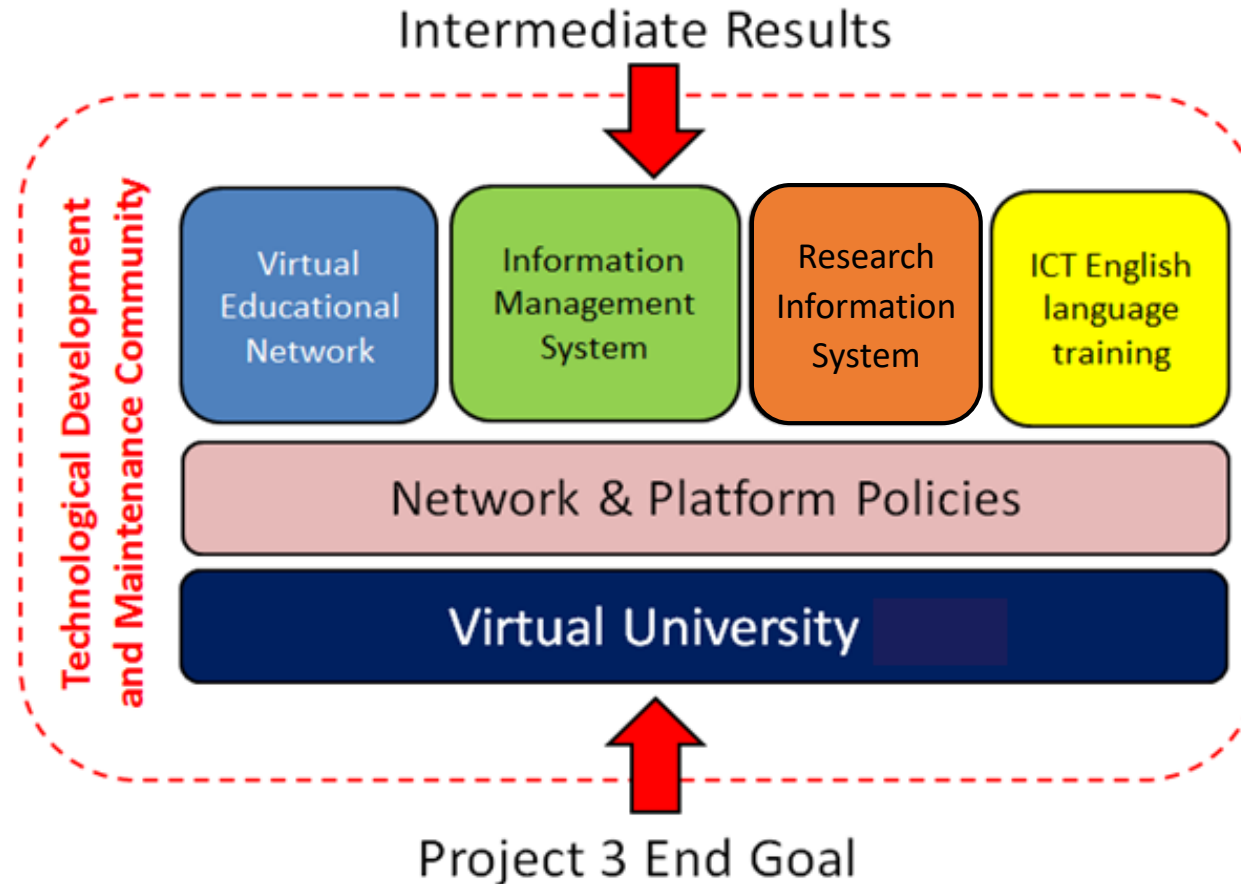 Intermediate Results
Technological Development
and Maintenance Community
Virtual
Educational
Network
Information
Management
System
Research
Information
System
ICT English
language
training
Network & Platform Policies
Virtual University
Project 3 End Goal